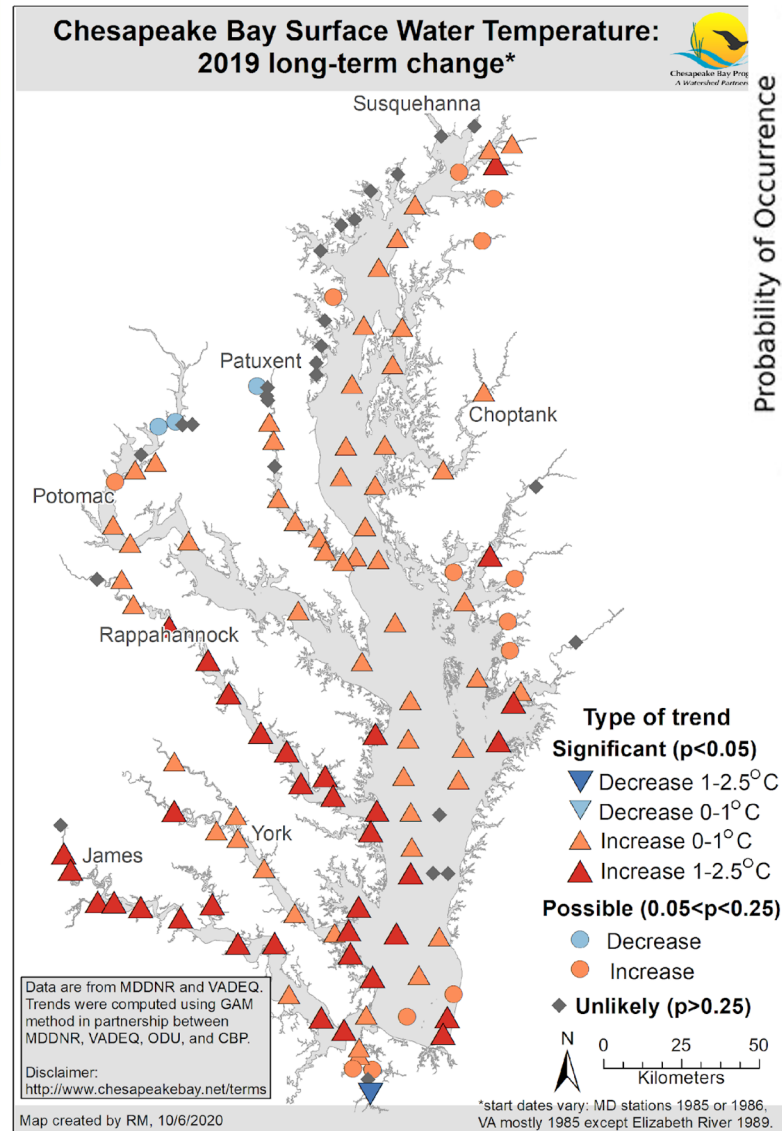 Chesapeake Bay Surface Water Temperature:
2019 long-term change*
Chesapeake Bay Prog
A Watershed Partners
Probability of Occurrence
Susquehanna
Patuxent
Choptank
Potomac
Rappahannock
York
James
Type of trend
Significant (p<0.05)
Decrease 1-2.5°C
Decrease 0-1°C
Increase 0-1°C
Increase 1-2.5°C
Possible (0.05<p<0.25)
Decrease
Increase
Unlikely (p>0.25)
N
0 25 50
Kilometers
Data are from MDDNR and VADEQ.
Trends were computed using GAM
method in partnership between
MDDNR, VADEQ, ODU, and CBP.
Disclaimer:
http://www.chesapeakebay.net/terms
Map created by RM, 10/6/2020
*start dates vary: MD stations 1985 or 1986,
VA mostly 1985 except Elizabeth River 1989.